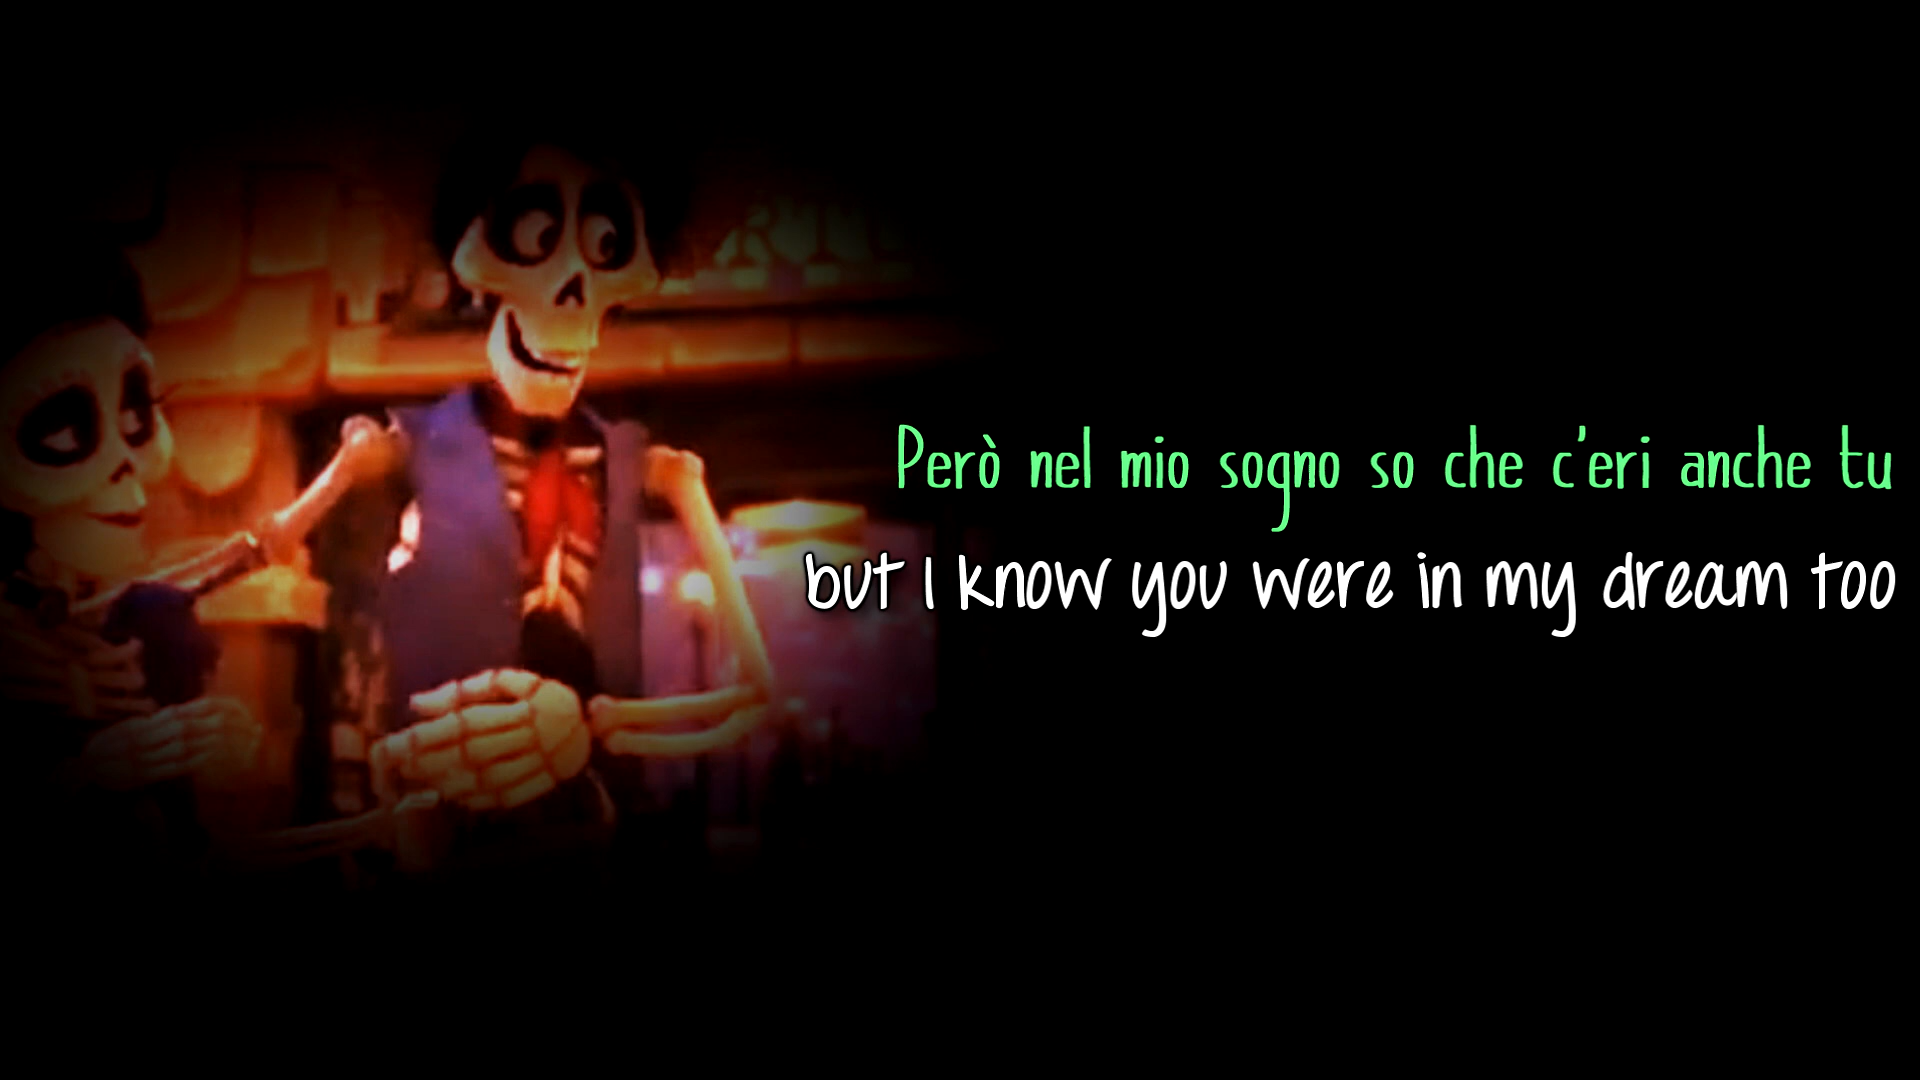 Però nel mio sogno so che c'eri anche tu
but I know you were in my dream too